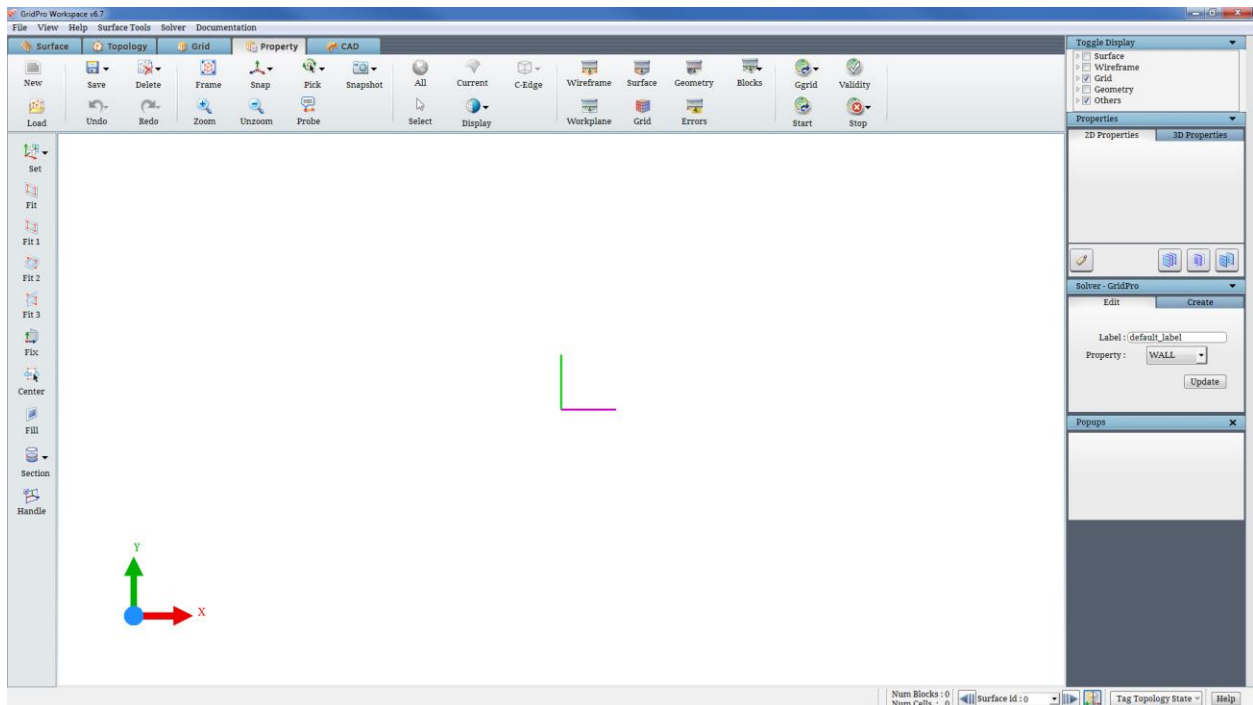 GridPro Workspace v6.7
File View Help Surface Tools Solver Documentation
Surface Topology Grid Property CAD
New Save Delete Frame Snap Pick Snapshot All Current C-Edge Wireframe Surface Geometry Blocks Ggrid Validity
Load Undo Redo Zoom Unzoom Probe Select Display Workplane Grid Errors Start Stop
Toggle Display
Surface
Wireframe
Grid
Geometry
Others
Properties
2D Properties 3D Properties
Solver - GridPro
Edit Create
Label : default_label
Property : WALL
Update
Popups
Set
Fit
Fit 1
Fit 2
Fit 3
Fix
Center
Fill
Section
Handle
Y
X
Num Blocks : 0
Num Cells : 0
Surface id : 0
Tag Topology State
Help